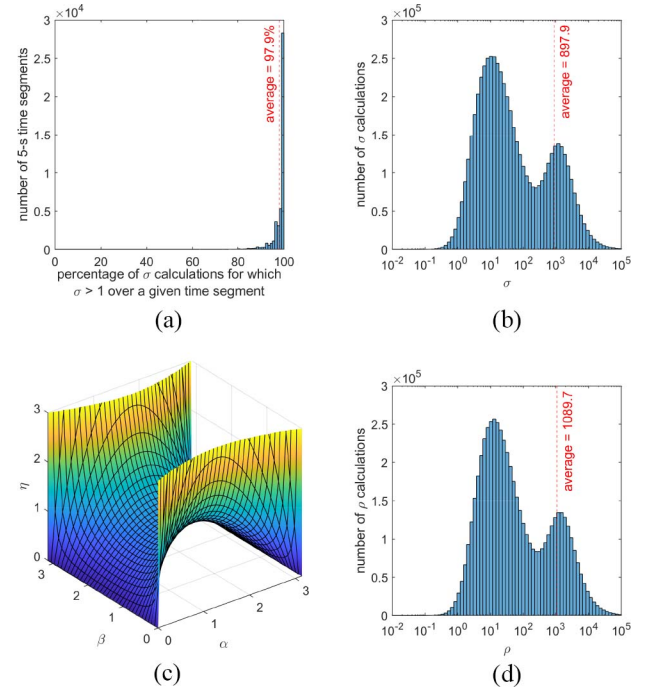 ×10⁴
3
2.5
2
1.5
1
0.5
0
number of 5-s time segments
average = 97.9%
0 20 40 60 80 100
percentage of σ calculations for which
σ > 1 over a given time segment
(a)
×10⁵
3
2.5
2
1.5
1
0.5
0
number of σ calculations
average = 897.9
10⁻² 10⁻¹ 10⁰ 10¹ 10² 10³ 10⁴ 10⁵
σ
(b)
3
2
1
0
η
3 2 1 0
β
0 1 2 3
α
(c)
×10⁵
3
2.5
2
1.5
1
0.5
0
number of ρ calculations
average = 1089.7
10⁻² 10⁻¹ 10⁰ 10¹ 10² 10³ 10⁴ 10⁵
ρ
(d)